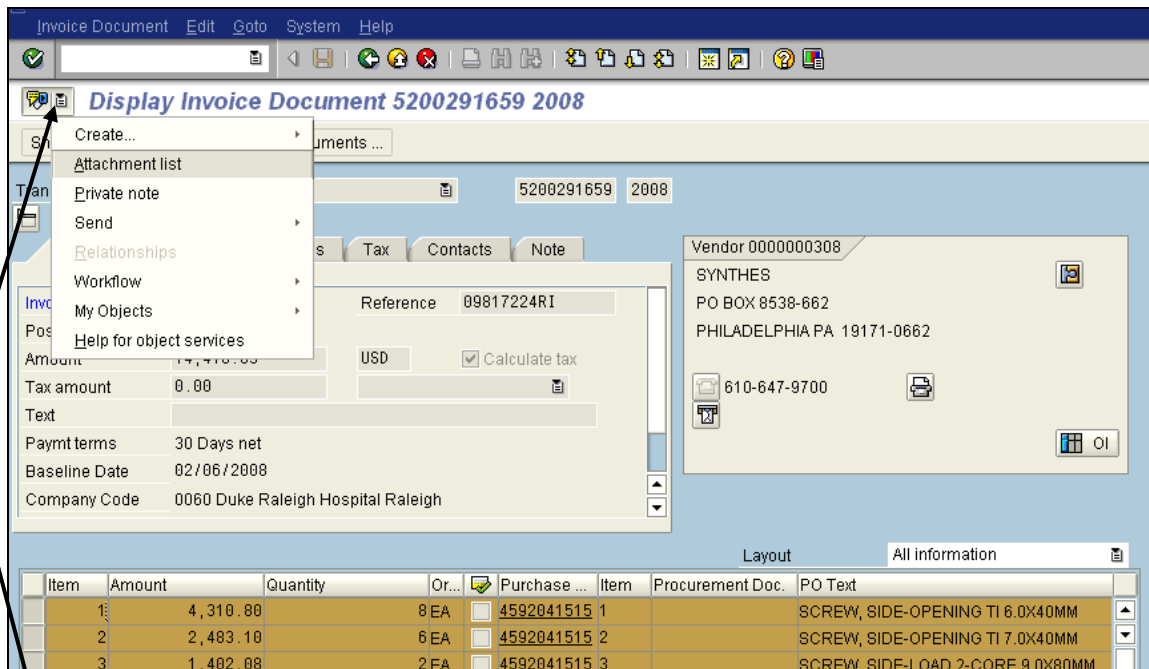 Invoice Document Edit Goto System Help
Display Invoice Document 5200291659 2008
Create...
Attachment list
Private note
Send
Relationships
Workflow
My Objects
Help for object services
uments ...
Tran
5200291659 2008
s Tax Contacts Note
Reference 09817224RI
Amount USD Calculate tax
Tax amount 0.00
Text
Paymt terms 30 Days net
Baseline Date 02/06/2008
Company Code 0060 Duke Raleigh Hospital Raleigh
Vendor 0000000308
SYNTHES
PO BOX 8538-662
PHILADELPHIA PA 19171-0662
610-647-9700
OI
Layout All information
Item Amount Quantity Or... Purchase ... Item Procurement Doc. PO Text
1 4,310.80 8 EA 4592041515 1 SCREW, SIDE-OPENING TI 6.0X40MM
2 2,483.10 6 EA 4592041515 2 SCREW, SIDE-OPENING TI 7.0X40MM
3 1,402.08 2 EA 4592041515 3 SCREW, SIDE-LOAD 2-CORE 9.0X80MM